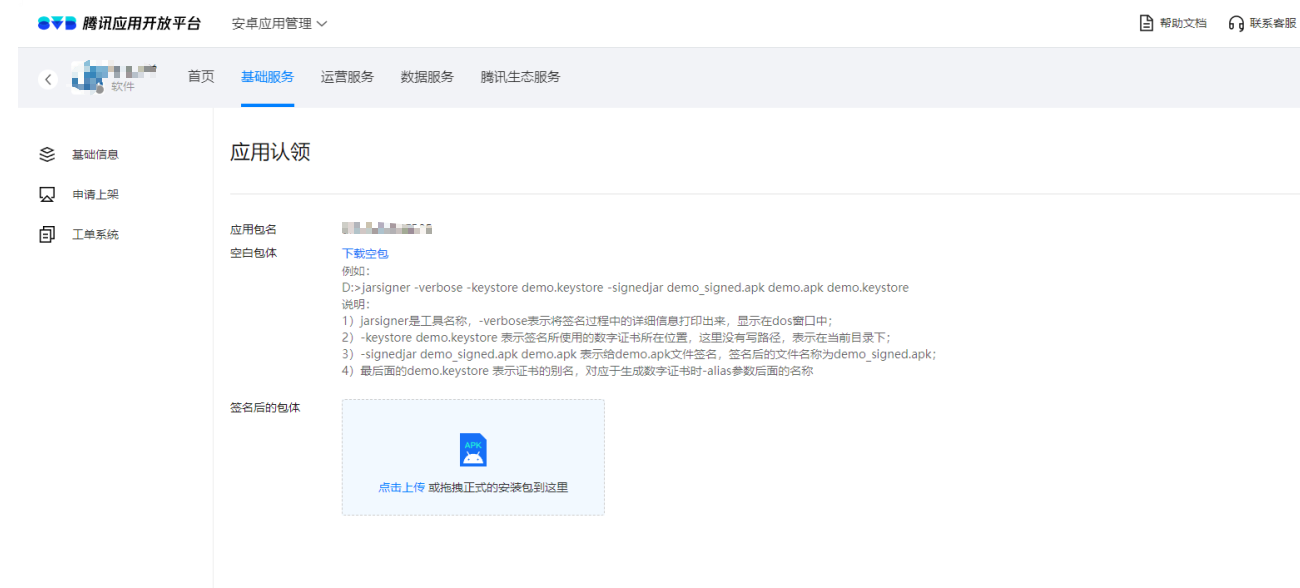 腾讯应用开放平台 安卓应用管理 帮助文档 联系客服
软件 首页 基础服务 运营服务 数据服务 腾讯生态服务
基础信息
申请上架
工单系统
应用认领
应用包名
空白包体 下载空包
例如：
D:>jarsigner -verbose -keystore demo.keystore -signedjar demo_signed.apk demo.apk demo.keystore
说明：
1）jarsigner是工具名称，-verbose表示将签名过程中的详细信息打印出来，显示在dos窗口中；
2）-keystore demo.keystore 表示签名所使用的数字证书所在位置，这里没有写路径，表示在当前目录下；
3）-signedjar demo_signed.apk demo.apk 表示给demo.apk文件签名，签名后的文件名称为demo_signed.apk；
4）最后面的demo.keystore 表示证书的别名，对应于生成数字证书时-alias参数后面的名称
签名后的包体
APK
点击上传 或拖拽正式的安装包到这里